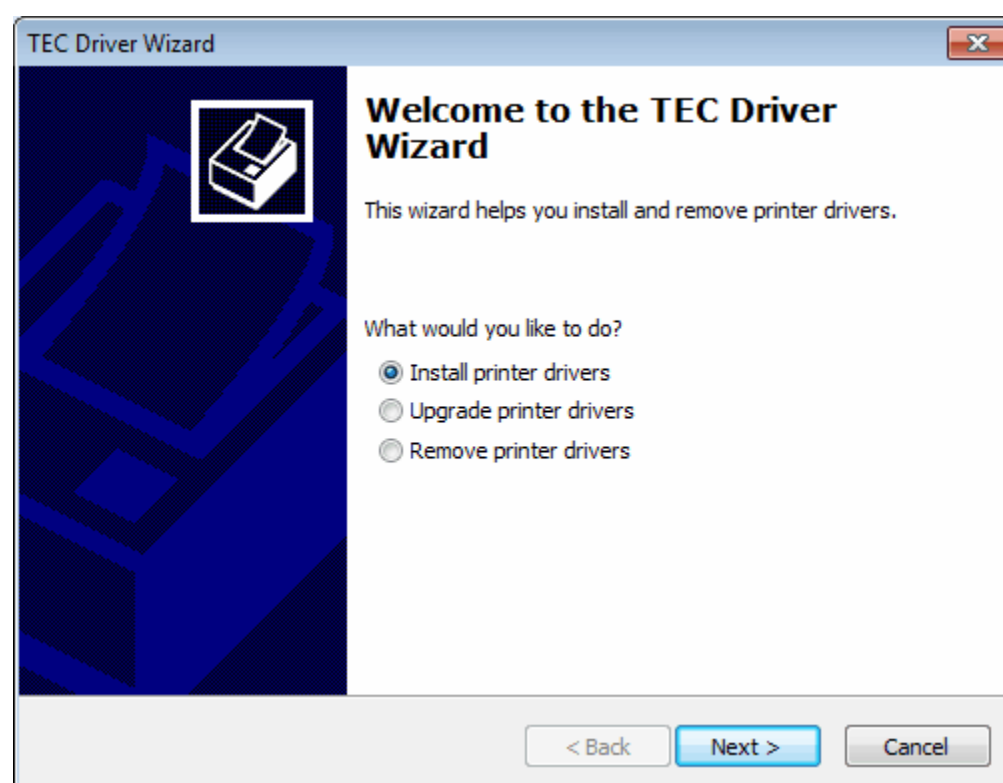 TEC Driver Wizard
Welcome to the TEC Driver
Wizard
This wizard helps you install and remove printer drivers.
What would you like to do?
Install printer drivers
Upgrade printer drivers
Remove printer drivers
< Back
Next >
Cancel